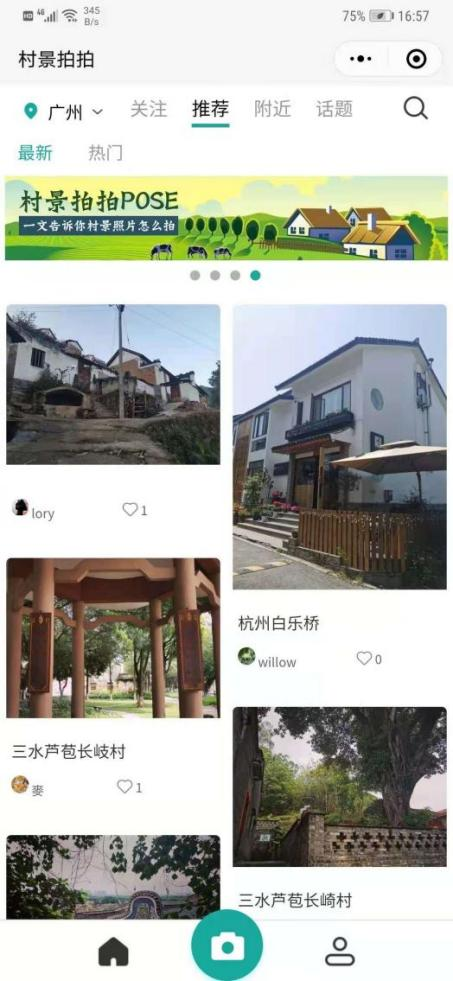 HD 4G 345 B/s 75% 16:57
村景拍拍
广州 关注 推荐 附近 话题
最新 热门
村景拍拍POSE
一文告诉你村景照片怎么拍
lory 1
杭州白乐桥
willow 0
三水芦苞长岐村
麥 1
三水芦苞长崎村